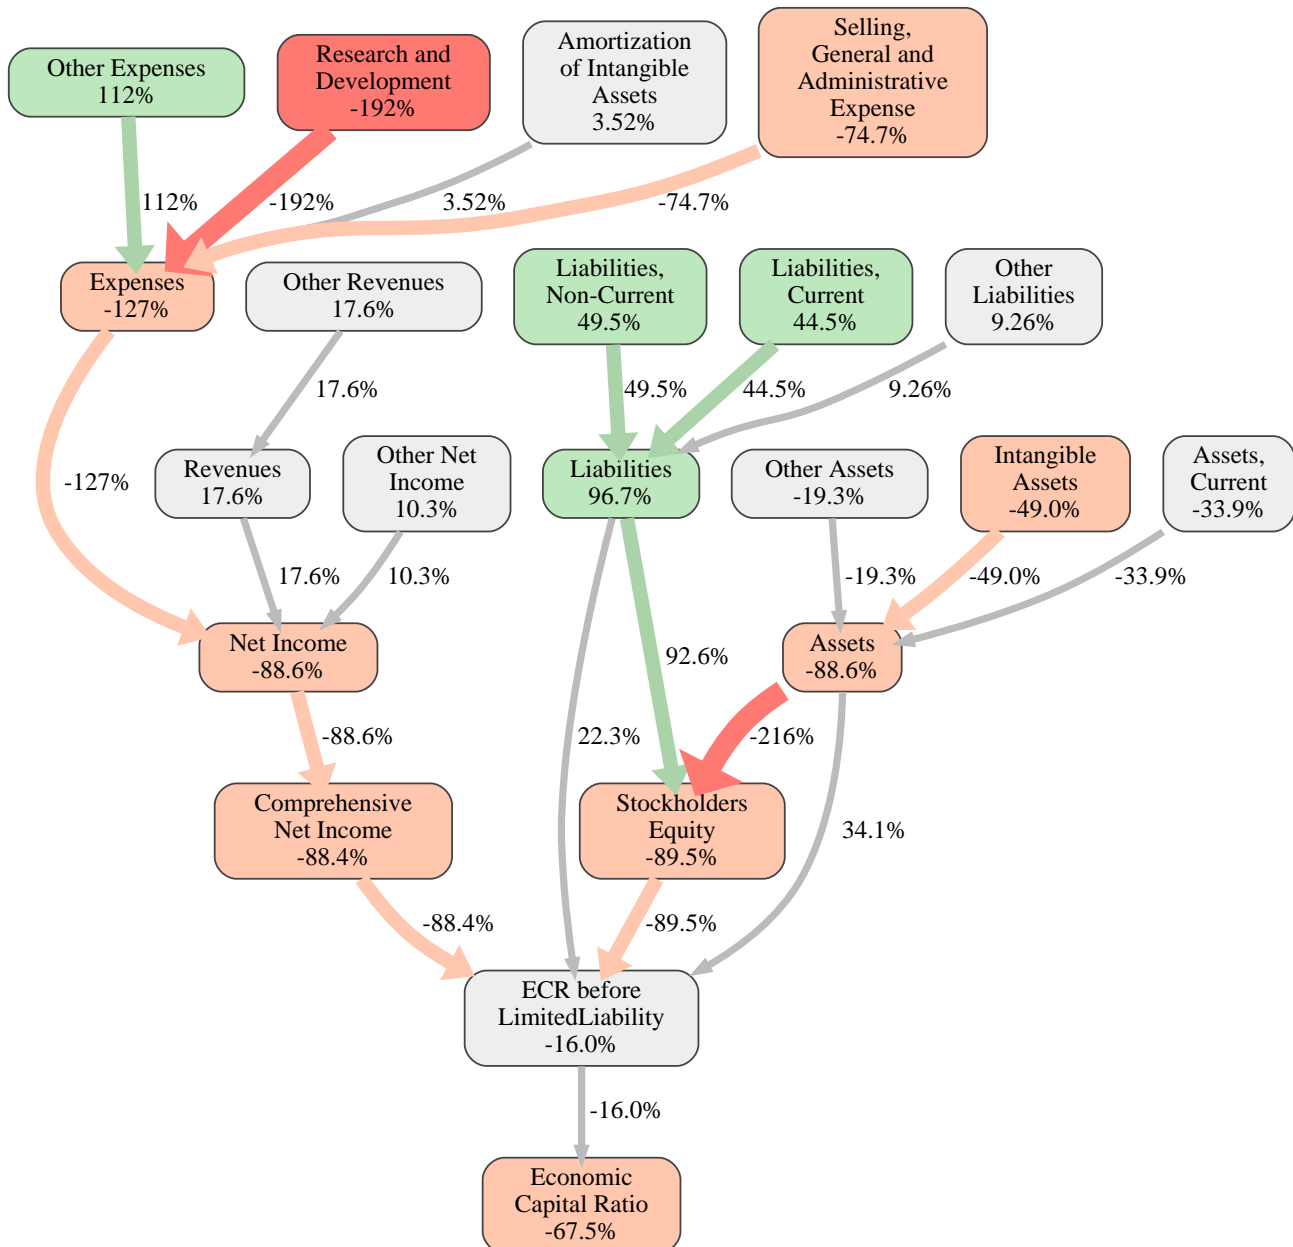 Other Expenses
112%
Research and
Development
-192%
Amortization
of Intangible
Assets
3.52%
Selling,
General and
Administrative
Expense
-74.7%
112%
-192%
3.52%
-74.7%
Expenses
-127%
Other Revenues
17.6%
Liabilities,
Non-Current
49.5%
Liabilities,
Current
44.5%
Other
Liabilities
9.26%
17.6%
49.5%
44.5%
9.26%
-127%
Revenues
17.6%
Other Net
Income
10.3%
Liabilities
96.7%
Other Assets
-19.3%
Intangible
Assets
-49.0%
Assets,
Current
-33.9%
17.6%
10.3%
-19.3%
-49.0%
-33.9%
Net Income
-88.6%
92.6%
Assets
-88.6%
-88.6%
22.3%
-216%
Comprehensive
Net Income
-88.4%
Stockholders
Equity
-89.5%
34.1%
-88.4%
-89.5%
ECR before
LimitedLiability
-16.0%
-16.0%
Economic
Capital Ratio
-67.5%